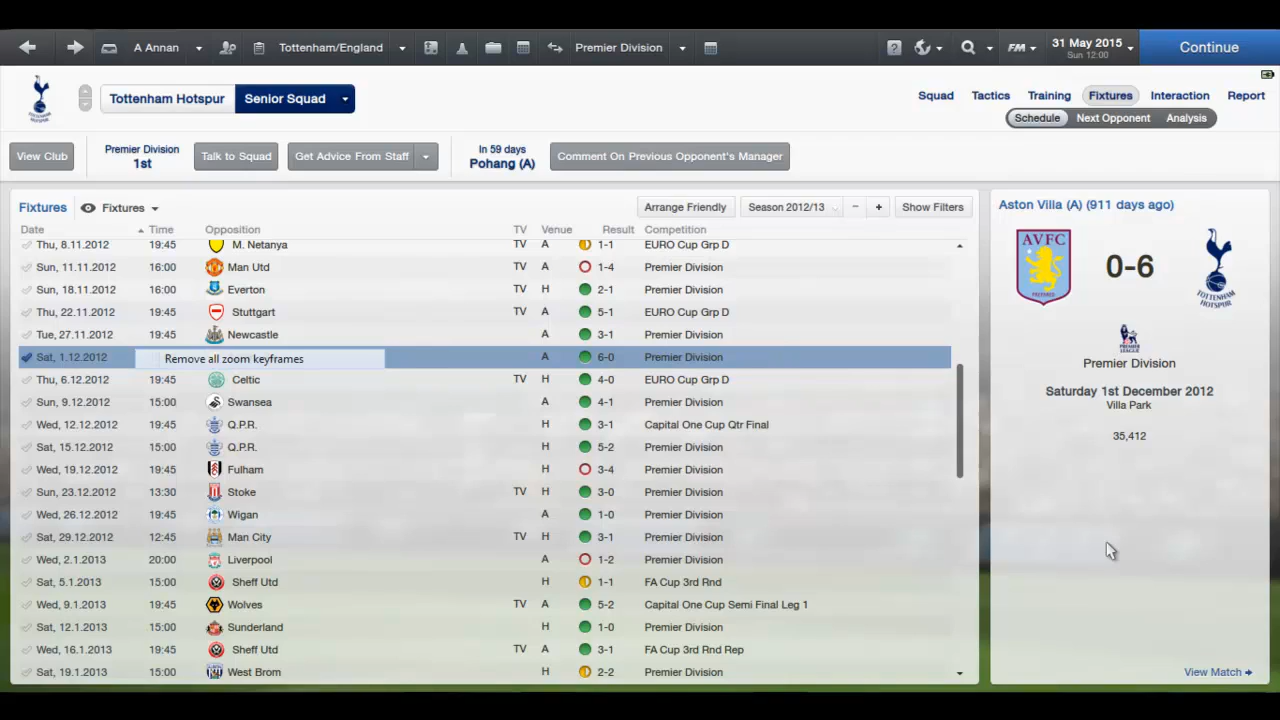 A Annan Tottenham/England Premier Division FM 31 May 2015 Continue
Sun 12:00
Tottenham Hotspur Senior Squad Squad Tactics Training Fixtures Interaction Report
Schedule Next Opponent Analysis
View Club Premier Division Talk to Squad Get Advice From Staff In 59 days Comment On Previous Opponent's Manager
1st Pohang (A)
Fixtures Fixtures Arrange Friendly Season 2012/13 - + Show Filters
Date Time Opposition TV Venue Result Competition
Thu, 8.11.2012 19:45 M. Netanya TV A 1-1 EURO Cup Grp D
Sun, 11.11.2012 16:00 Man Utd TV A 1-4 Premier Division
Sun, 18.11.2012 16:00 Everton TV H 2-1 Premier Division
Thu, 22.11.2012 19:45 Stuttgart TV A 5-1 EURO Cup Grp D
Tue, 27.11.2012 19:45 Newcastle A 3-1 Premier Division
Sat, 1.12.2012 Remove all zoom keyframes A 6-0 Premier Division
Thu, 6.12.2012 19:45 Celtic TV H 4-0 EURO Cup Grp D
Sun, 9.12.2012 15:00 Swansea A 4-1 Premier Division
Wed, 12.12.2012 19:45 Q.P.R. H 3-1 Capital One Cup Qtr Final
Sat, 15.12.2012 15:00 Q.P.R. H 5-2 Premier Division
Wed, 19.12.2012 19:45 Fulham H 3-4 Premier Division
Sun, 23.12.2012 13:30 Stoke TV H 3-0 Premier Division
Wed, 26.12.2012 19:45 Wigan A 1-0 Premier Division
Sat, 29.12.2012 12:45 Man City TV H 3-1 Premier Division
Wed, 2.1.2013 20:00 Liverpool A 1-2 Premier Division
Sat, 5.1.2013 15:00 Sheff Utd H 1-1 FA Cup 3rd Rnd
Wed, 9.1.2013 19:45 Wolves TV A 5-2 Capital One Cup Semi Final Leg 1
Sat, 12.1.2013 15:00 Sunderland H 1-0 Premier Division
Wed, 16.1.2013 19:45 Sheff Utd TV A 3-1 FA Cup 3rd Rnd Rep
Sat, 19.1.2013 15:00 West Brom H 2-2 Premier Division
Aston Villa (A) (911 days ago)
AVFC 0-6
PREPARED
TOTTENHAM HOTSPUR
Premier Division
Saturday 1st December 2012
Villa Park
35,412
View Match